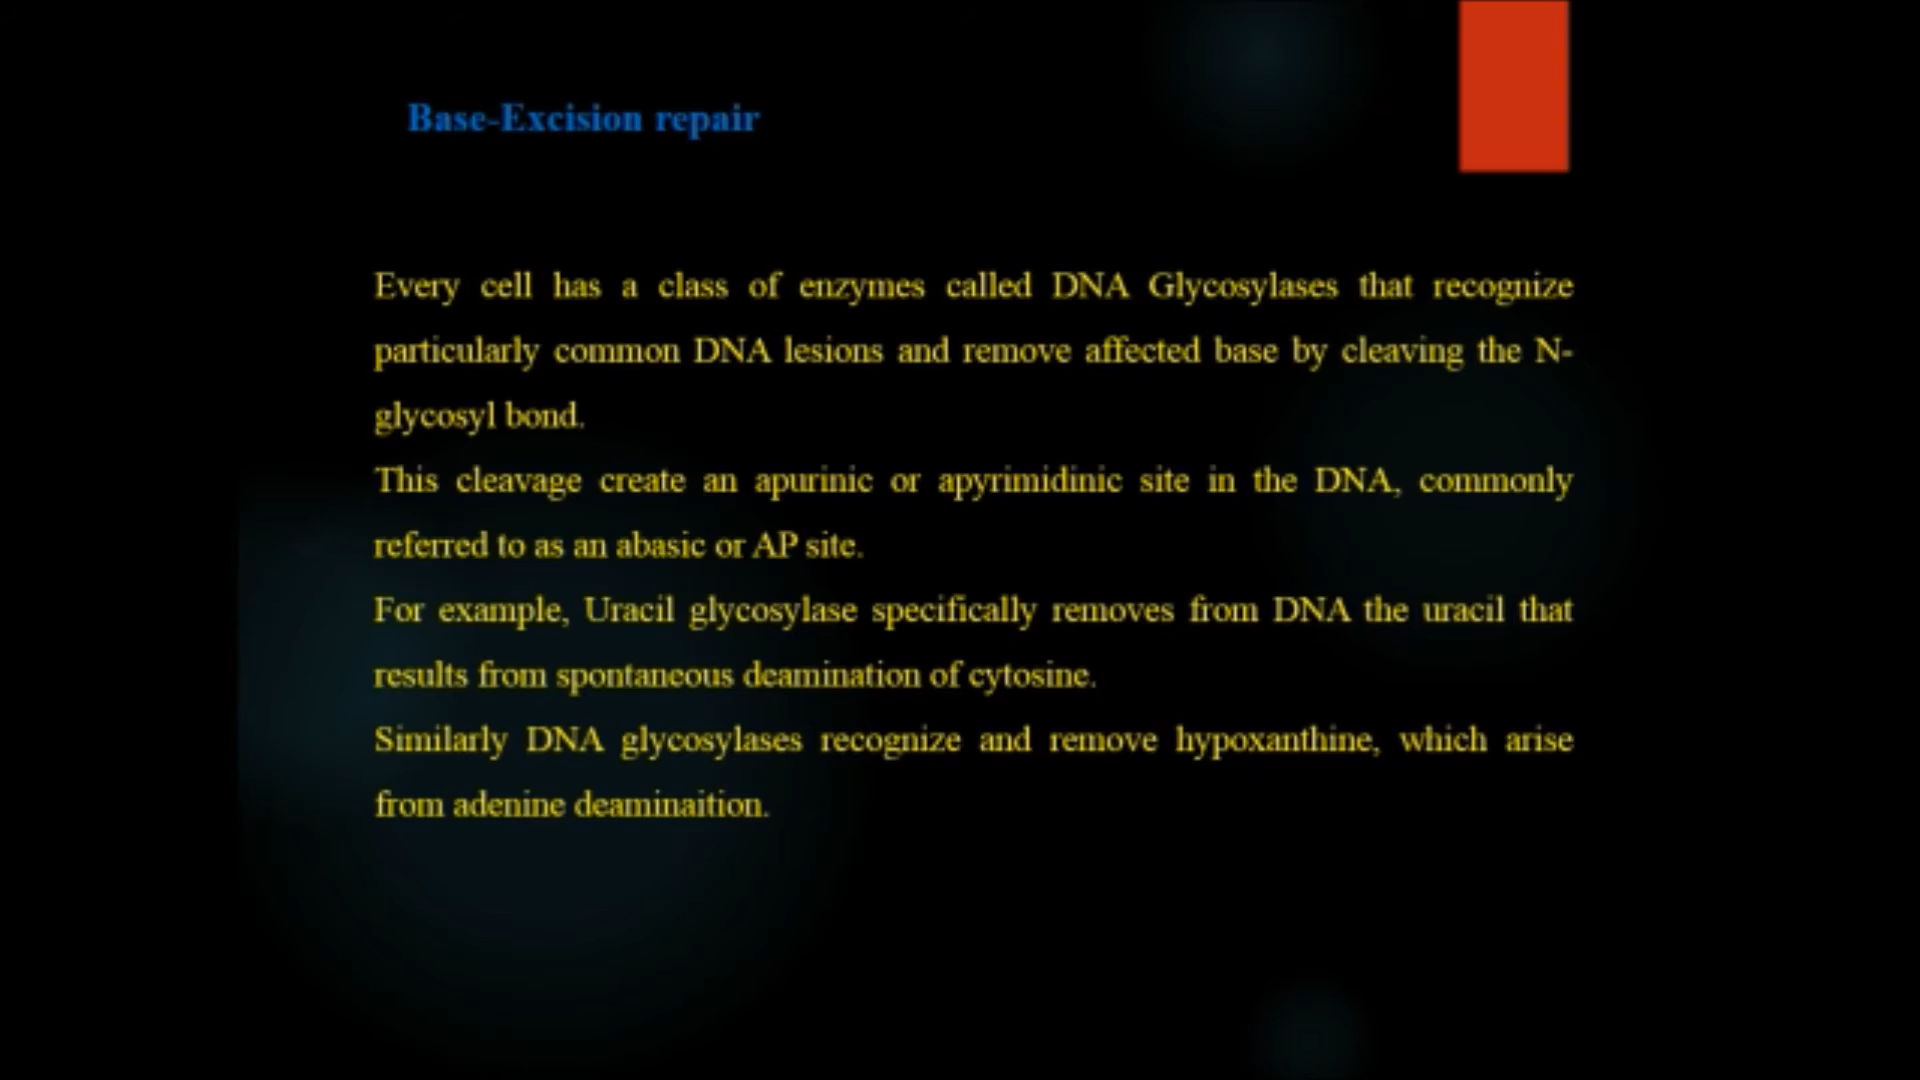 Base-Excision repair
Every cell has a class of enzymes called DNA Glycosylases that recognize
particularly common DNA lesions and remove affected base by cleaving the N-
glycosyl bond.
This cleavage create an apurinic or apyrimidinic site in the DNA, commonly
referred to as an abasic or AP site.
For example, Uracil glycosylase specifically removes from DNA the uracil that
results from spontaneous deamination of cytosine.
Similarly DNA glycosylases recognize and remove hypoxanthine, which arise
from adenine deaminaition.